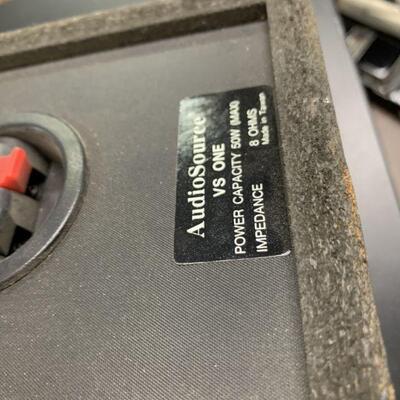 AudioSource®
VS ONE
POWER CAPACITY 50W (MAX)
IMPEDANCE 8 OHMS
Made in Taiwan